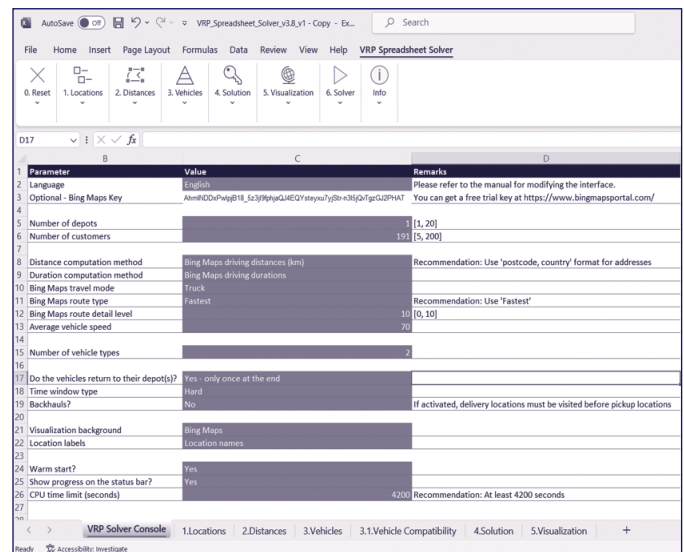 AutoSave Off VRP_Spreadsheet_Solver_v3.8_v1 - Copy - Ex... Search
File Home Insert Page Layout Formulas Data Review View Help VRP Spreadsheet Solver
0. Reset 1. Locations 2. Distances 3. Vehicles 4. Solution 5. Visualization 6. Solver Info
D17 fx
B C D
1 Parameter Value Remarks
2 Language English Please refer to the manual for modifying the interface.
3 Optional - Bing Maps Key You can get a free trial key at https://www.bingmapsportal.com/
4
5 Number of depots 1 [1, 20]
6 Number of customers 191 [5, 200]
7
8 Distance computation method Bing Maps driving distances (km) Recommendation: Use 'postcode, country' format for addresses
9 Duration computation method Bing Maps driving durations
10 Bing Maps travel mode Truck
11 Bing Maps route type Fastest Recommendation: Use 'Fastest'
12 Bing Maps route detail level 10 [0, 10]
13 Average vehicle speed 70
14
15 Number of vehicle types 2
16
17 Do the vehicles return to their depot(s)? Yes - only once at the end
18 Time window type Hard
19 Backhauls? No If activated, delivery locations must be visited before pickup locations
20
21 Visualization background Bing Maps
22 Location labels Location names
23
24 Warm start? Yes
25 Show progress on the status bar? Yes
26 CPU time limit (seconds) 4200 Recommendation: At least 4200 seconds
27
VRP Solver Console 1.Locations 2.Distances 3.Vehicles 3.1.Vehicle Compatibility 4.Solution 5.Visualization +
Ready Accessibility: Investigate